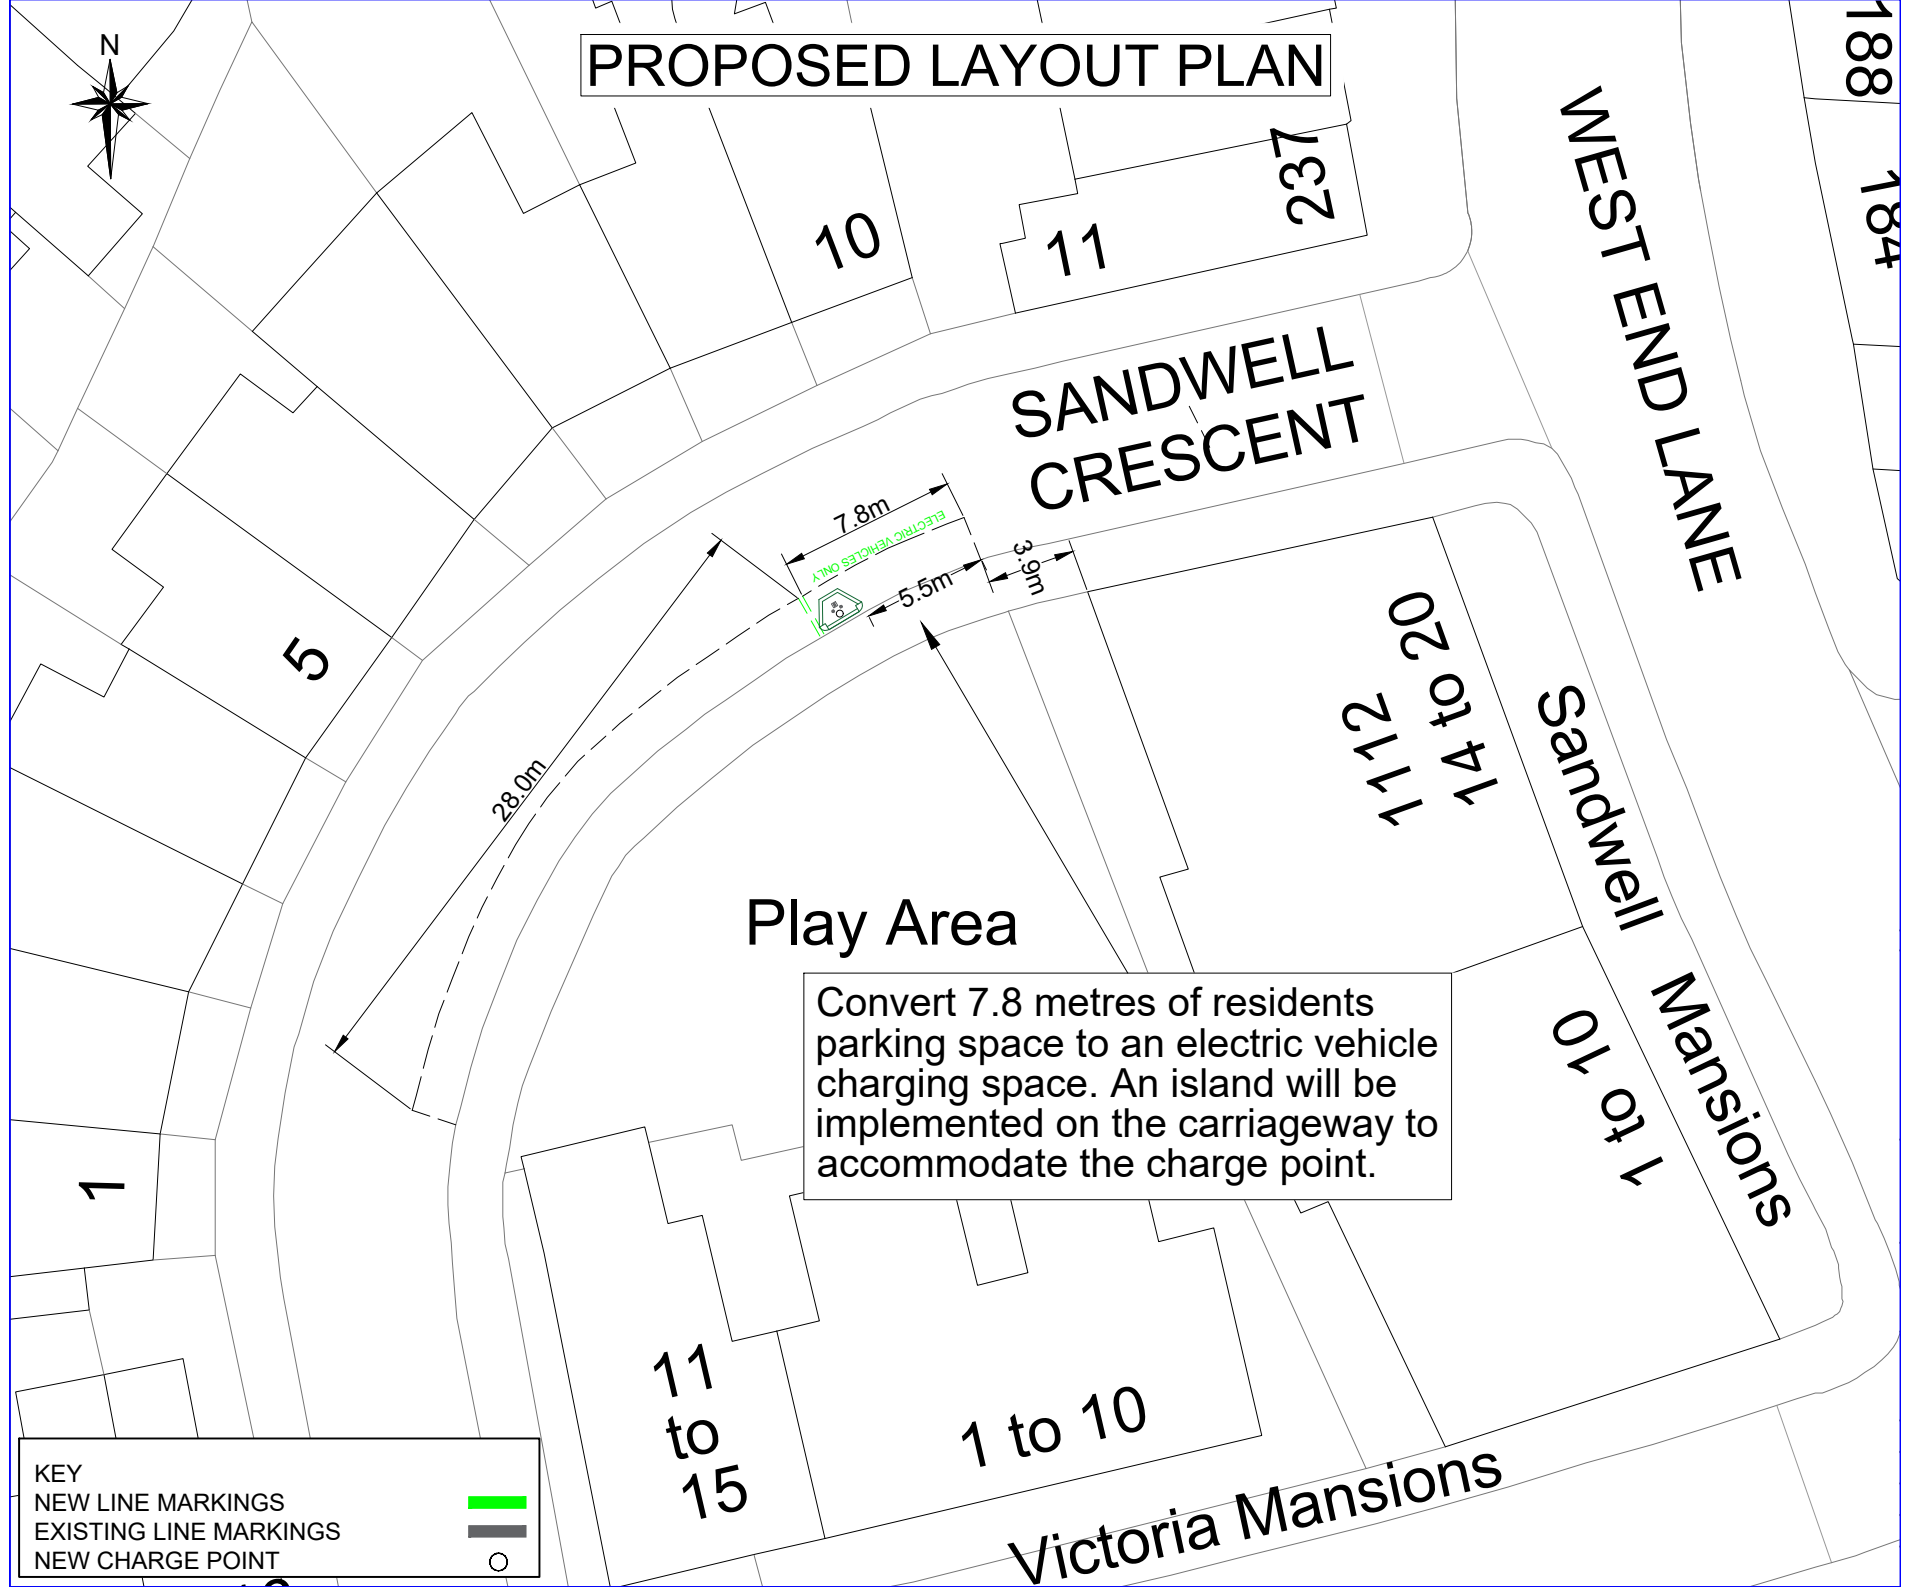 N
PROPOSED LAYOUT PLAN
188
184
237
10
11
WEST END LANE
SANDWELL
CRESCENT
7.8m
ELECTRIC VEHICLES ONLY
3.9m
5.5m
28.0m
5
14 to 20
1112
Sandwell Mansions
Play Area
Convert 7.8 metres of residents
parking space to an electric vehicle
charging space. An island will be
implemented on the carriageway to
accommodate the charge point.
1 to 10
1
11
to
15
1 to 10
Victoria Mansions
KEY
NEW LINE MARKINGS
EXISTING LINE MARKINGS
NEW CHARGE POINT